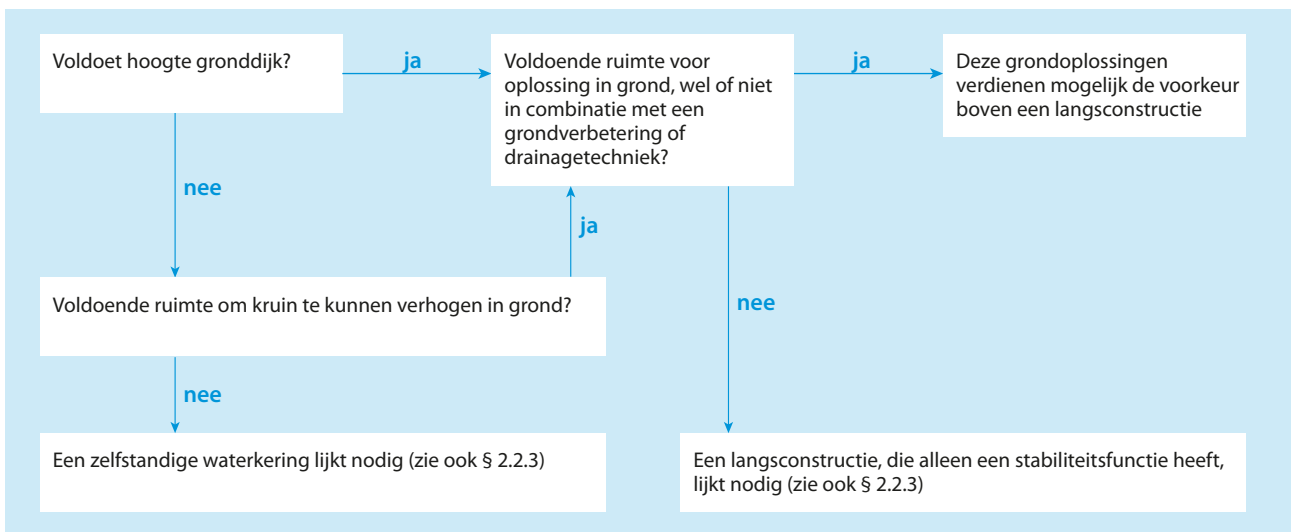 Voldoet hoogte gronddijk?
ja
Voldoende ruimte voor
oplossing in grond, wel of niet
in combinatie met een
grondverbetering of
drainagetechniek?
ja
Deze grondoplossingen
verdienen mogelijk de voorkeur
boven een langsconstructie
nee
ja
Voldoende ruimte om kruin te kunnen verhogen in grond?
nee
nee
Een zelfstandige waterkering lijkt nodig (zie ook § 2.2.3)
Een langsconstructie, die alleen een stabiliteitsfunctie heeft,
lijkt nodig (zie ook § 2.2.3)